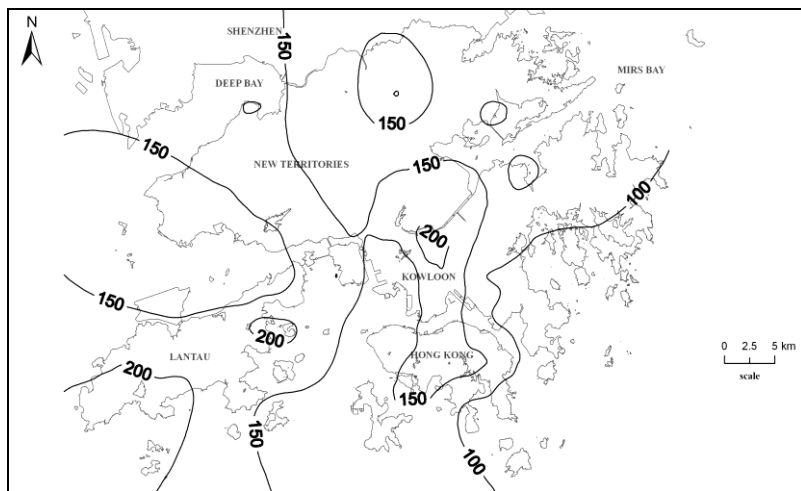 N
SHENZHEN
150
MIRS BAY
DEEP BAY
150
150
NEW TERRITORIES
150
100
200
KOWLOON
150
200
HONG KONG
LANTAU
200
150
150
100
0 2.5 5 km
scale